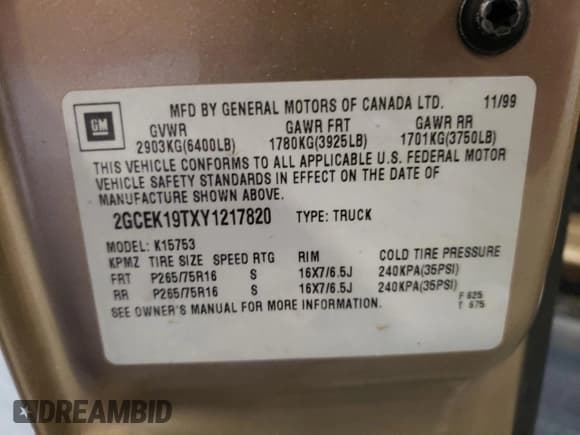 GM
MFD BY GENERAL MOTORS OF CANADA LTD. 11/99
GVWR GAWR FRT GAWR RR
2903KG(6400LB) 1780KG(3925LB) 1701KG(3750LB)
THIS VEHICLE CONFORMS TO ALL APPLICABLE U.S. FEDERAL MOTOR
VEHICLE SAFETY STANDARDS IN EFFECT ON THE DATE OF
MANUFACTURE SHOWN ABOVE.
2GCEK19TXY1217820 TYPE: TRUCK
MODEL: K15753
KPMZ TIRE SIZE SPEED RTG RIM COLD TIRE PRESSURE
FRT P265/75R16 S 16X7/6.5J 240KPA(35PSI)
RR P265/75R16 S 16X7/6.5J 240KPA(35PSI)
SEE OWNER'S MANUAL FOR MORE INFORMATION. F 625
T 675
DREAMBID